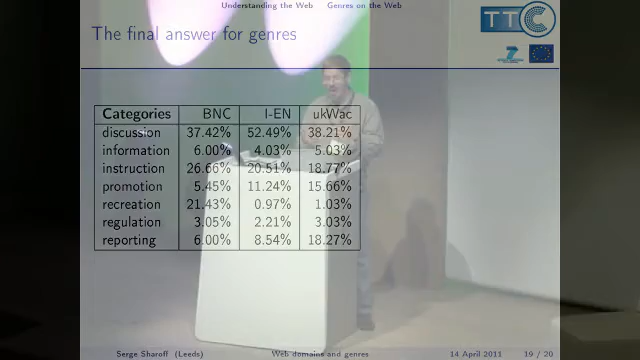 Understanding the Web Genres on the Web
The final answer for genres
TTC
Categories BNC I-EN ukWac
discussion 37.42% 52.49% 38.21%
information 6.00% 4.03% 5.03%
instruction 26.66% 20.51% 18.77%
promotion 5.45% 11.24% 15.66%
recreation 21.43% 0.97% 1.03%
regulation 3.05% 2.21% 3.03%
reporting 6.00% 8.54% 18.27%
Serge Sharoff (Leeds) Web domains and genres 14 April 2011 19 / 20